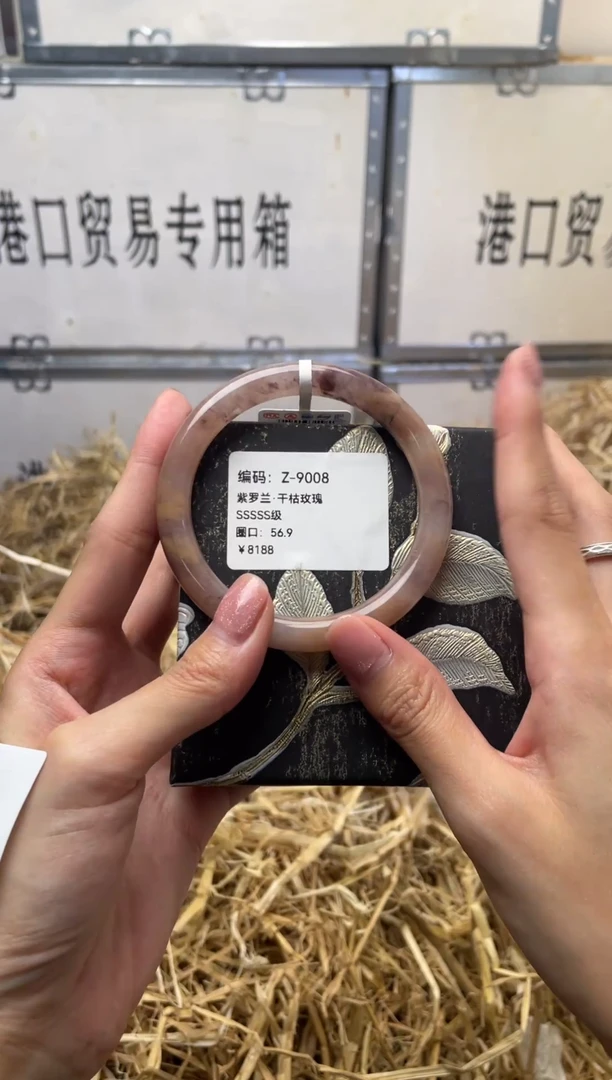 港口贸易专用箱
港口贸易
编码：Z-9008
紫罗兰·干枯玫瑰
SSSSS级
圈口：56.9
￥8188